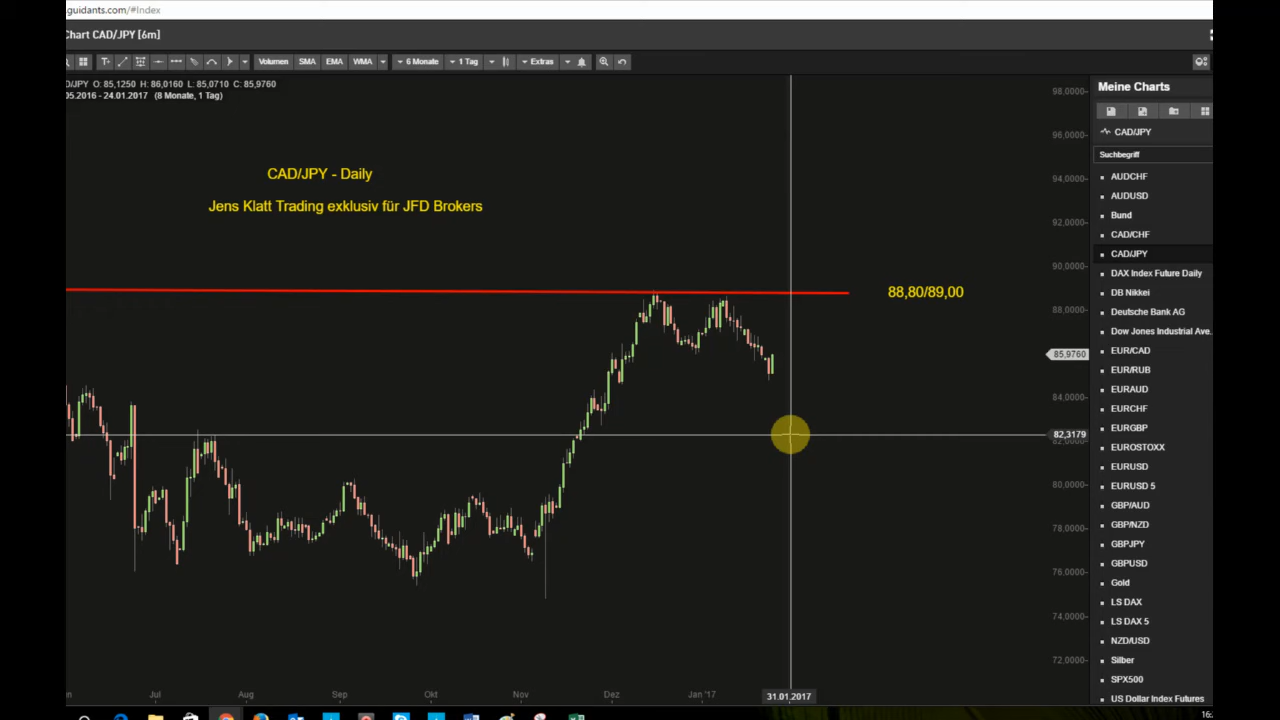 guidants.com/#Index
Chart CAD/JPY [6m]
T+ Volumen SMA EMA WMA 6 Monate 1 Tag Extras
D/JPY O: 85,1250 H: 86,0160 L: 85,0710 C: 85,9760
05.2016 - 24.01.2017 (8 Monate, 1 Tag)
CAD/JPY - Daily
Jens Klatt Trading exklusiv für JFD Brokers
88,80/89,00
98,0000
96,0000
94,0000
92,0000
90,0000
88,0000
85,9760
84,0000
82,3179
80,0000
78,0000
76,0000
74,0000
72,0000
Jul Aug Sep Okt Nov Dez Jan '17 31.01.2017
Meine Charts
CAD/JPY
Suchbegriff
AUDCHF
AUDUSD
Bund
CAD/CHF
CAD/JPY
DAX Index Future Daily
DB Nikkei
Deutsche Bank AG
Dow Jones Industrial Ave..
EUR/CAD
EUR/RUB
EURAUD
EURCHF
EURGBP
EUROSTOXX
EURUSD
EURUSD 5
GBP/AUD
GBP/NZD
GBPJPY
GBPUSD
Gold
LS DAX
LS DAX 5
NZD/USD
Silber
SPX500
US Dollar Index Futures
16: